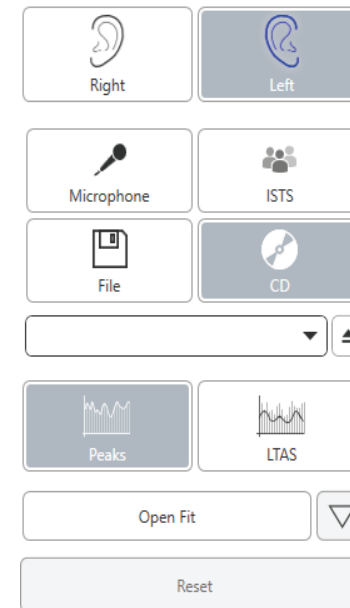 Right
Left
Microphone
ISTS
File
CD
Peaks
LTAS
Open Fit
Reset